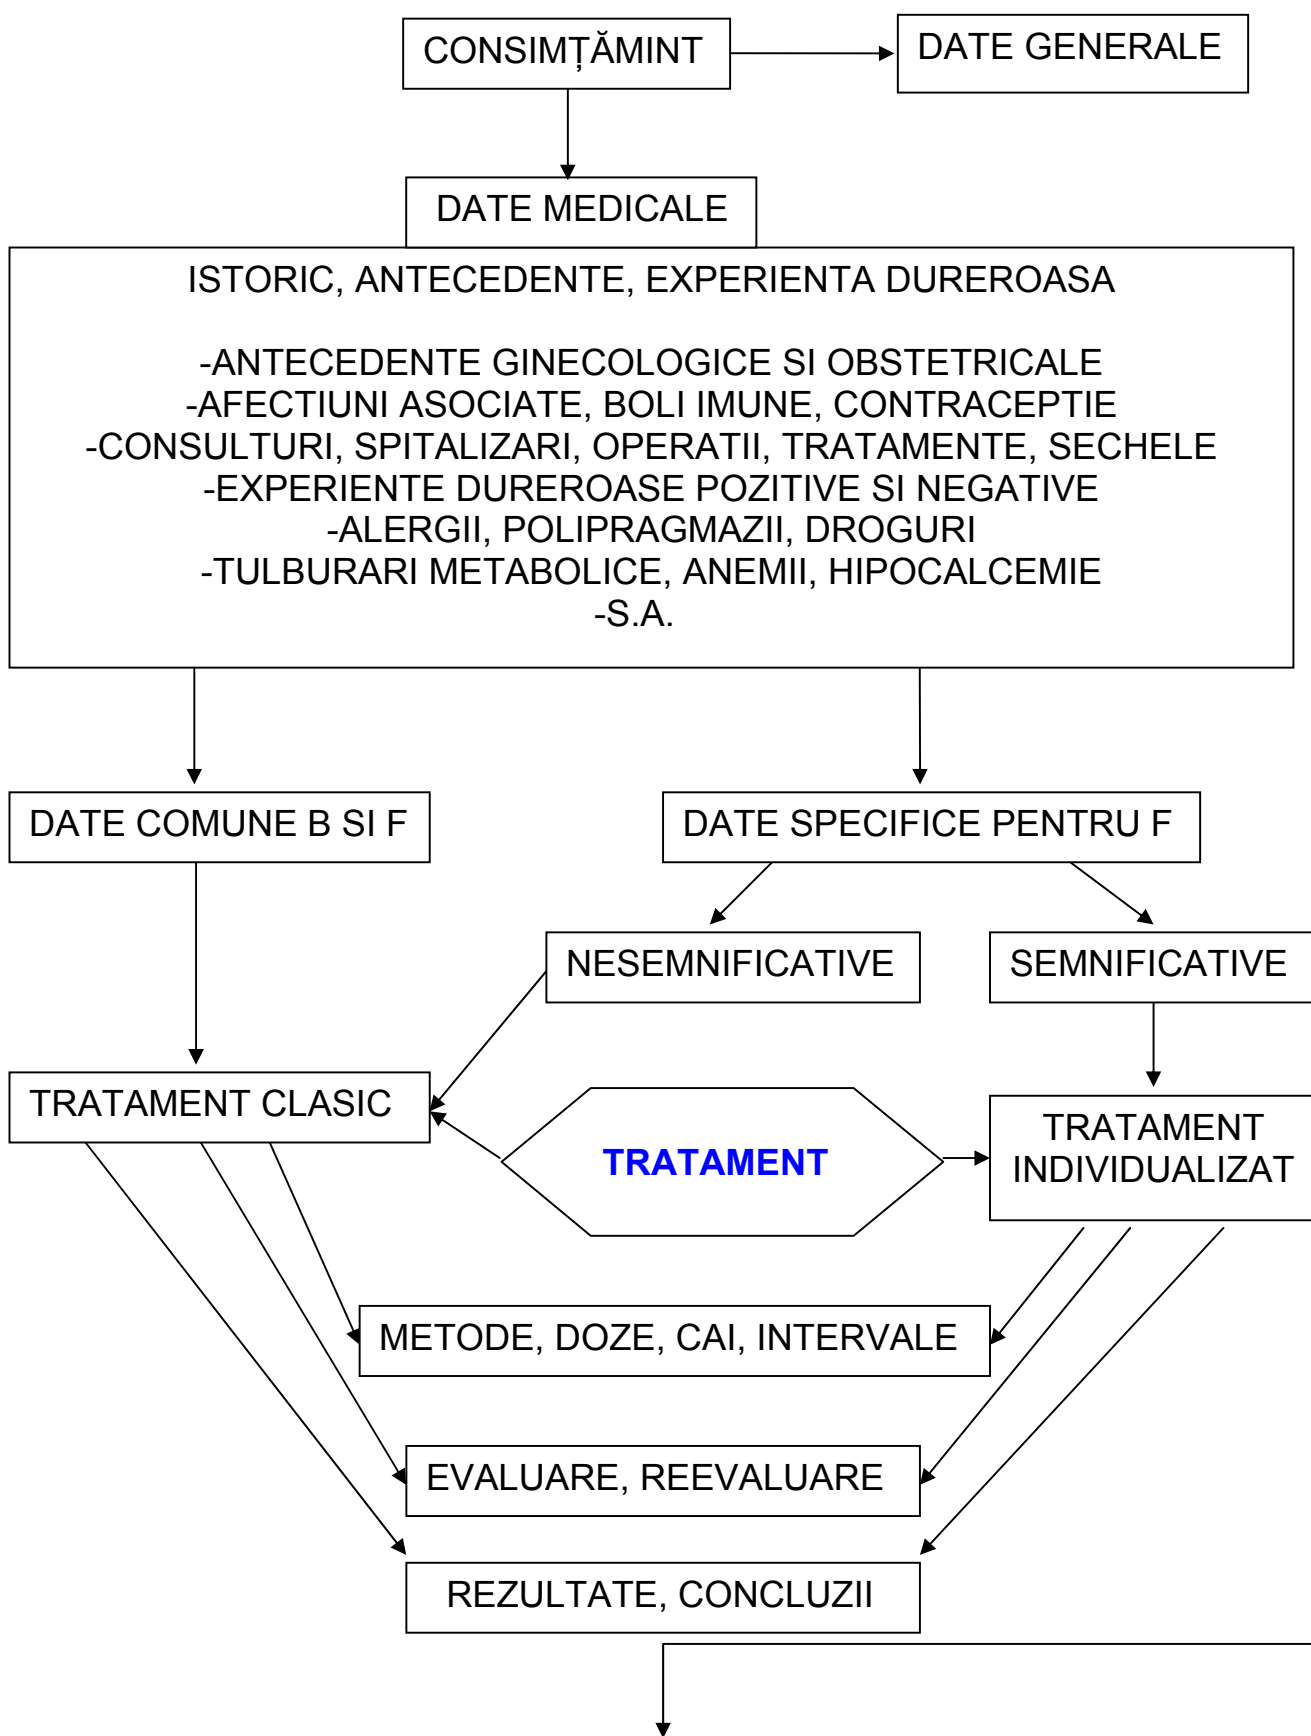 CONSIMȚĂMINT
DATE GENERALE
DATE MEDICALE
ISTORIC, ANTECEDENTE, EXPERIENTA DUREROASA
-ANTECEDENTE GINECOLOGICE SI OBSTETRICALE
-AFECTIUNI ASOCIATE, BOLI IMUNE, CONTRACEPTIE
-CONSULTURI, SPITALIZARI, OPERATII, TRATAMENTE, SECHELE
-EXPERIENTE DUREROASE POZITIVE SI NEGATIVE
-ALERGII, POLIPRAGMAZII, DROGURI
-TULBURARI METABOLICE, ANEMII, HIPOCALCEMIE
-S.A.
DATE COMUNE B SI F
DATE SPECIFICE PENTRU F
NESEMNIFICATIVE
SEMNIFICATIVE
TRATAMENT CLASIC
TRATAMENT
TRATAMENT
INDIVIDUALIZAT
METODE, DOZE, CAI, INTERVALE
EVALUARE, REEVALUARE
REZULTATE, CONCLUZII